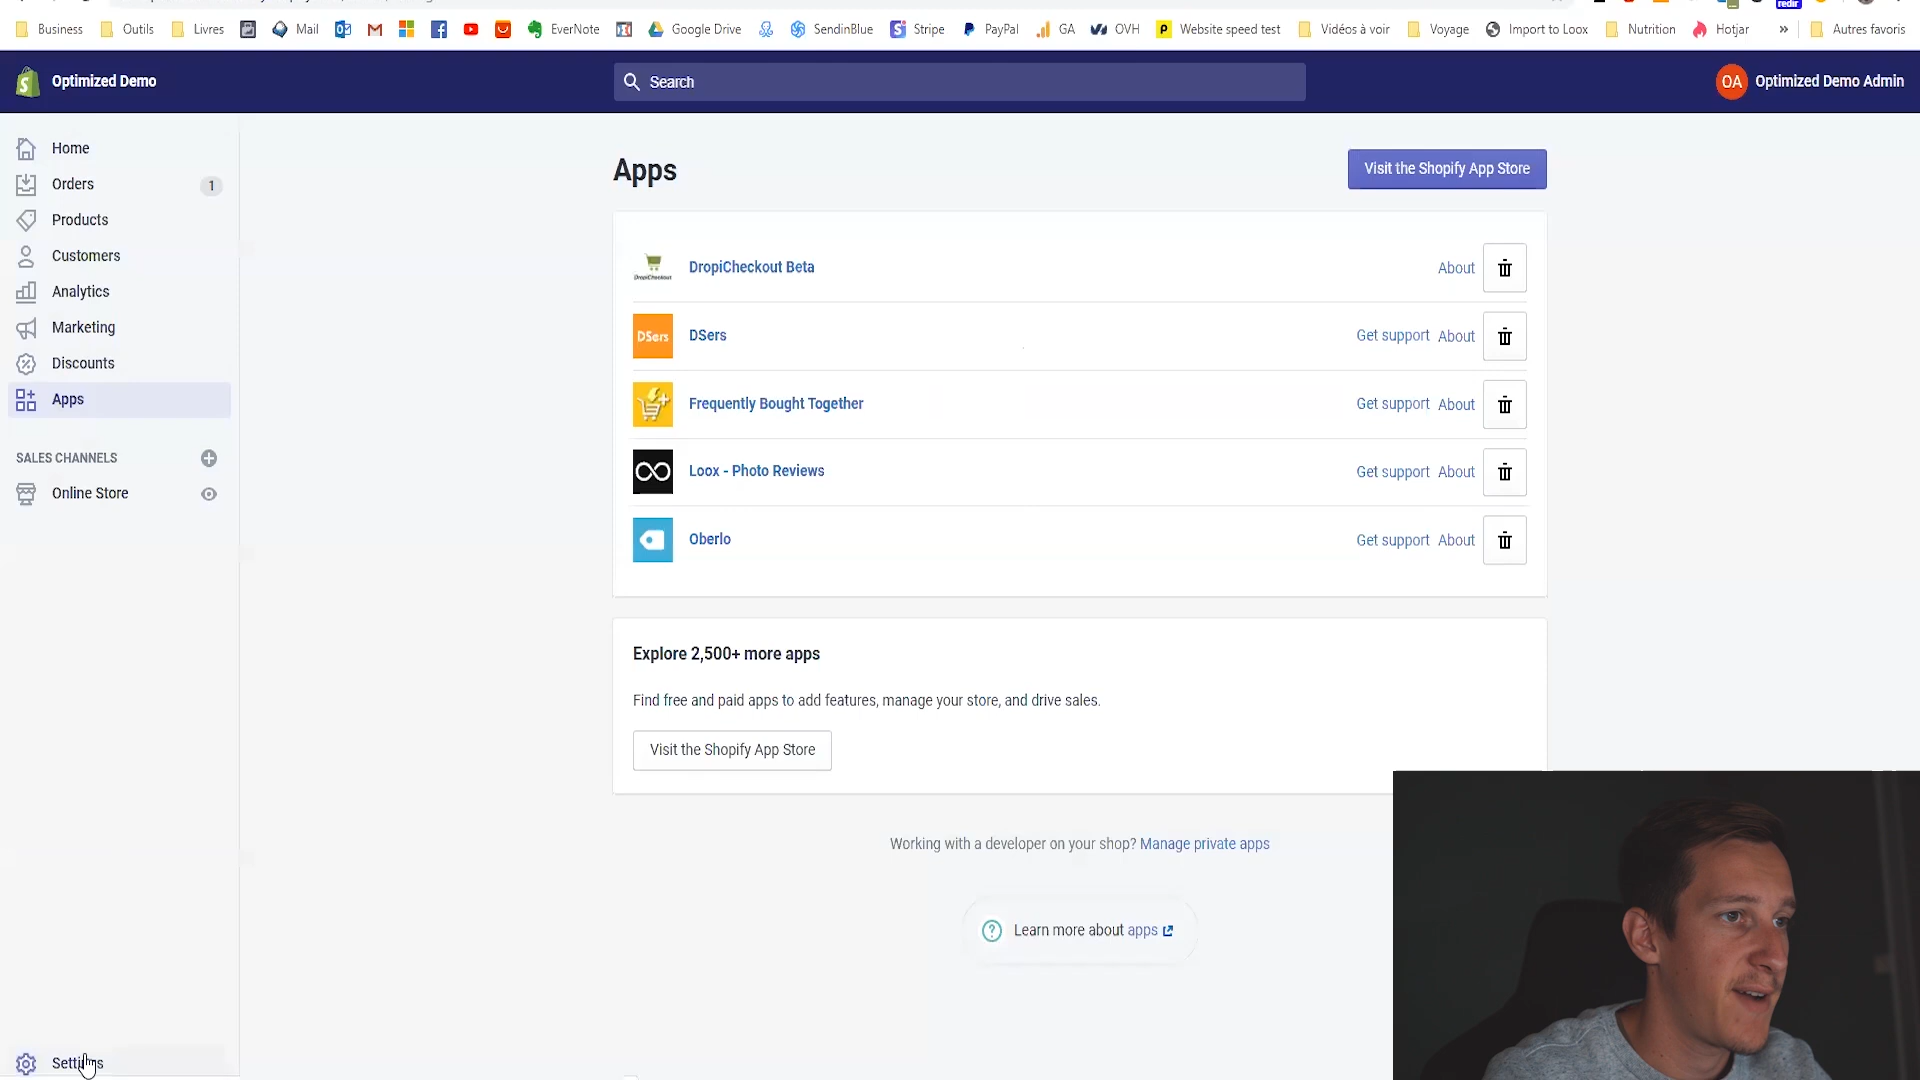 Business Outils Livres Mail EverNote Google Drive SendinBlue Stripe PayPal GA OVH Website speed test Vidéos à voir Voyage Import to Loox Nutrition Hotjar » Autres favoris
redir
Optimized Demo
Search
OA Optimized Demo Admin
Home
Orders 1
Products
Customers
Analytics
Marketing
Discounts
Apps
SALES CHANNELS
Online Store
Settings
Apps
Visit the Shopify App Store
DropiCheckout DropiCheckout Beta About
DSers DSers Get support About
Frequently Bought Together Get support About
Loox - Photo Reviews Get support About
Oberlo Get support About
Explore 2,500+ more apps
Find free and paid apps to add features, manage your store, and drive sales.
Visit the Shopify App Store
Working with a developer on your shop? Manage private apps
Learn more about apps